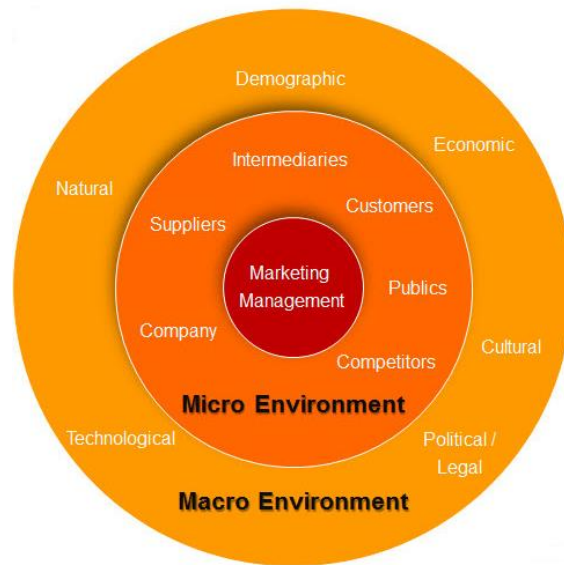 Demographic
Economic
Intermediaries
Natural
Customers
Suppliers
Marketing
Management
Publics
Company
Cultural
Competitors
Micro Environment
Technological
Political /
Legal
Macro Environment